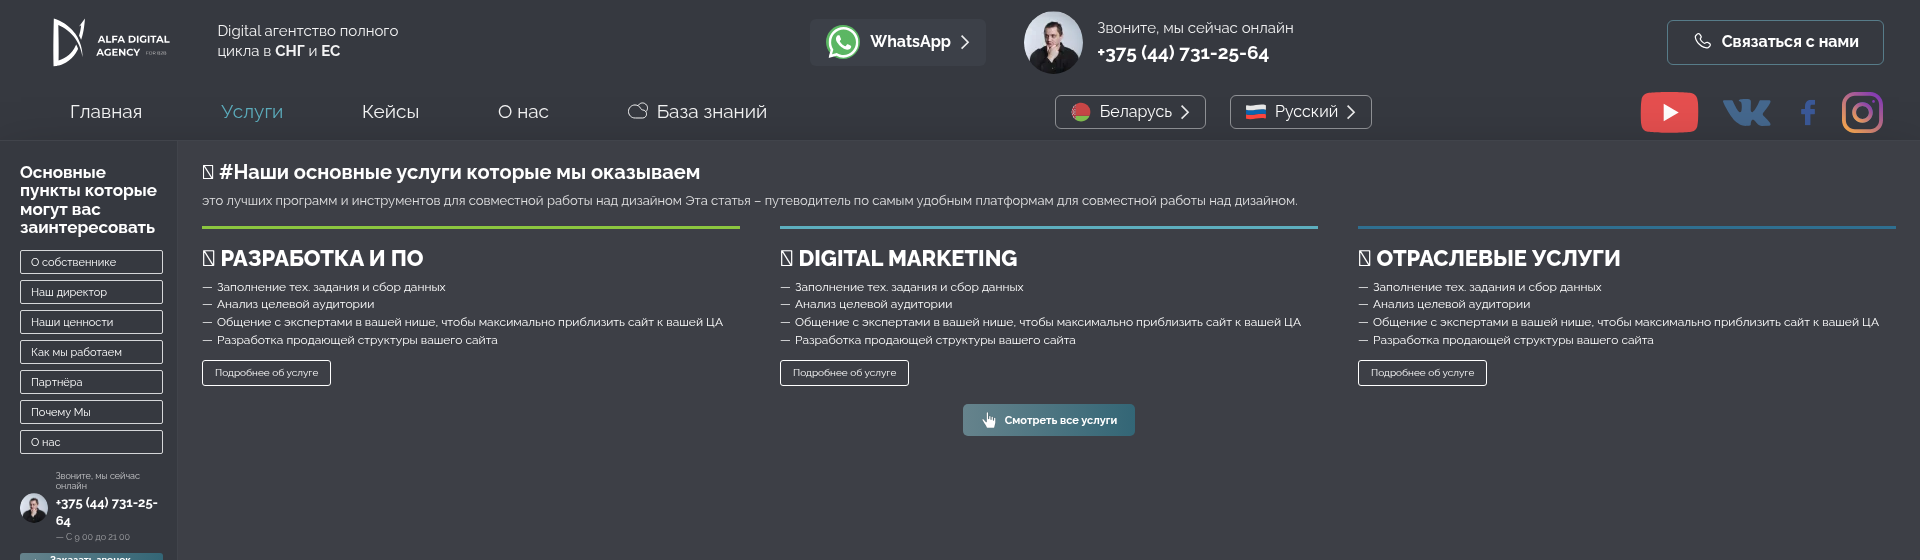 ALFA DIGITAL
AGENCY FOR B2B
Digital агентство полного
цикла в СНГ и ЕС
WhatsApp
Звоните, мы сейчас онлайн
+375 (44) 731-25-64
Связаться с нами
Главная
Услуги
Кейсы
О нас
База знаний
Беларусь
Русский
Основные
пункты которые
могут вас
заинтересовать
О собственнике
Наш директор
Наши ценности
Как мы работаем
Партнёра
Почему Мы
О нас
Звоните, мы сейчас
онлайн
+375 (44) 731-25-
64
— С 9 00 до 21 00
Заказать звонок
#Наши основные услуги которые мы оказываем
это лучших программ и инструментов для совместной работы над дизайном Эта статья – путеводитель по самым удобным платформам для совместной работы над дизайном.
РАЗРАБОТКА И ПО
— Заполнение тех. задания и сбор данных
— Анализ целевой аудитории
— Общение с экспертами в вашей нише, чтобы максимально приблизить сайт к вашей ЦА
— Разработка продающей структуры вашего сайта
Подробнее об услуге
DIGITAL MARKETING
— Заполнение тех. задания и сбор данных
— Анализ целевой аудитории
— Общение с экспертами в вашей нише, чтобы максимально приблизить сайт к вашей ЦА
— Разработка продающей структуры вашего сайта
Подробнее об услуге
ОТРАСЛЕВЫЕ УСЛУГИ
— Заполнение тех. задания и сбор данных
— Анализ целевой аудитории
— Общение с экспертами в вашей нише, чтобы максимально приблизить сайт к вашей ЦА
— Разработка продающей структуры вашего сайта
Подробнее об услуге
Смотреть все услуги